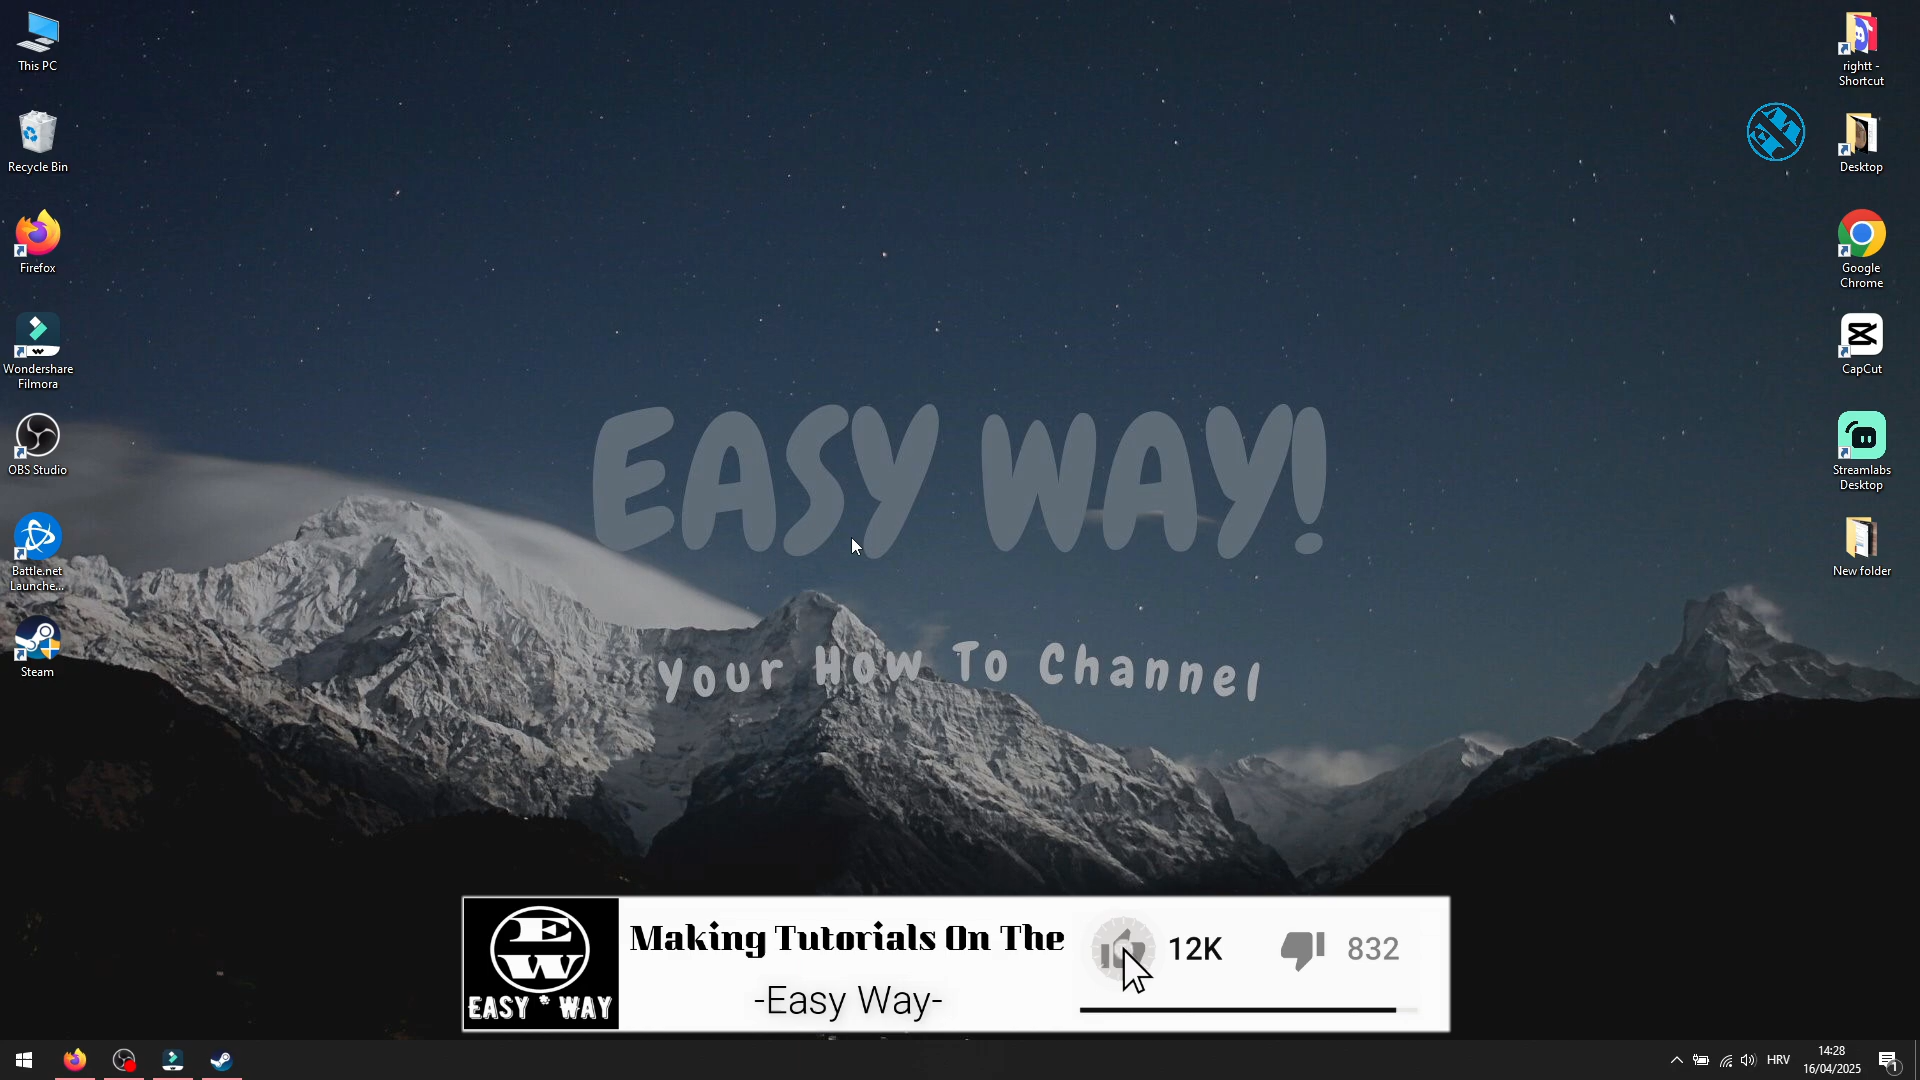 This PC
Recycle Bin
Firefox
Wondershare
Filmora
OBS Studio
Battle.net
Launche...
Steam
rightt -
Shortcut
Desktop
Google
Chrome
CapCut
Streamlabs
Desktop
New folder
EASY WAY!
Your How To Channel
EW
EASY * WAY
Making Tutorials On The
-Easy Way-
12K
832
HRV
14:28
16/04/2025
1